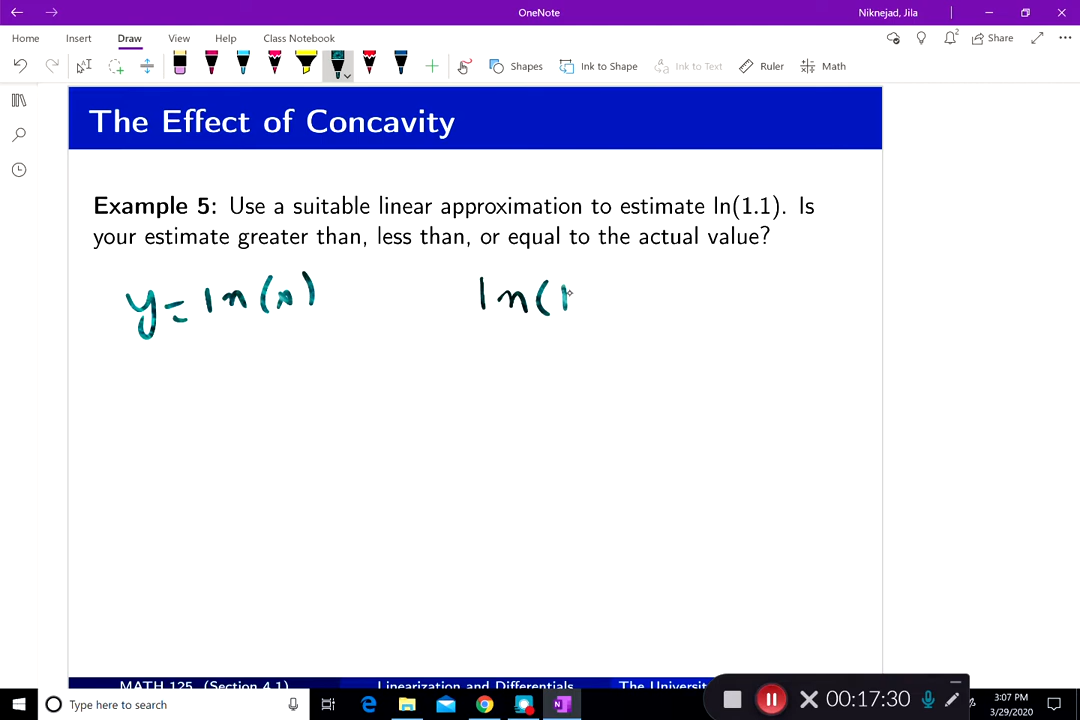 OneNote
Niknejad, Jila
Home Insert Draw View Help Class Notebook
2 Share
Shapes Ink to Shape Ink to Text Ruler Math
The Effect of Concavity
Example 5: Use a suitable linear approximation to estimate ln(1.1). Is
your estimate greater than, less than, or equal to the actual value?
y = ln(x) ln(1
MATH 125 (Section 4.1) Linearization and Differentials The Universi
Type here to search
00:17:30
3:07 PM
3/29/2020